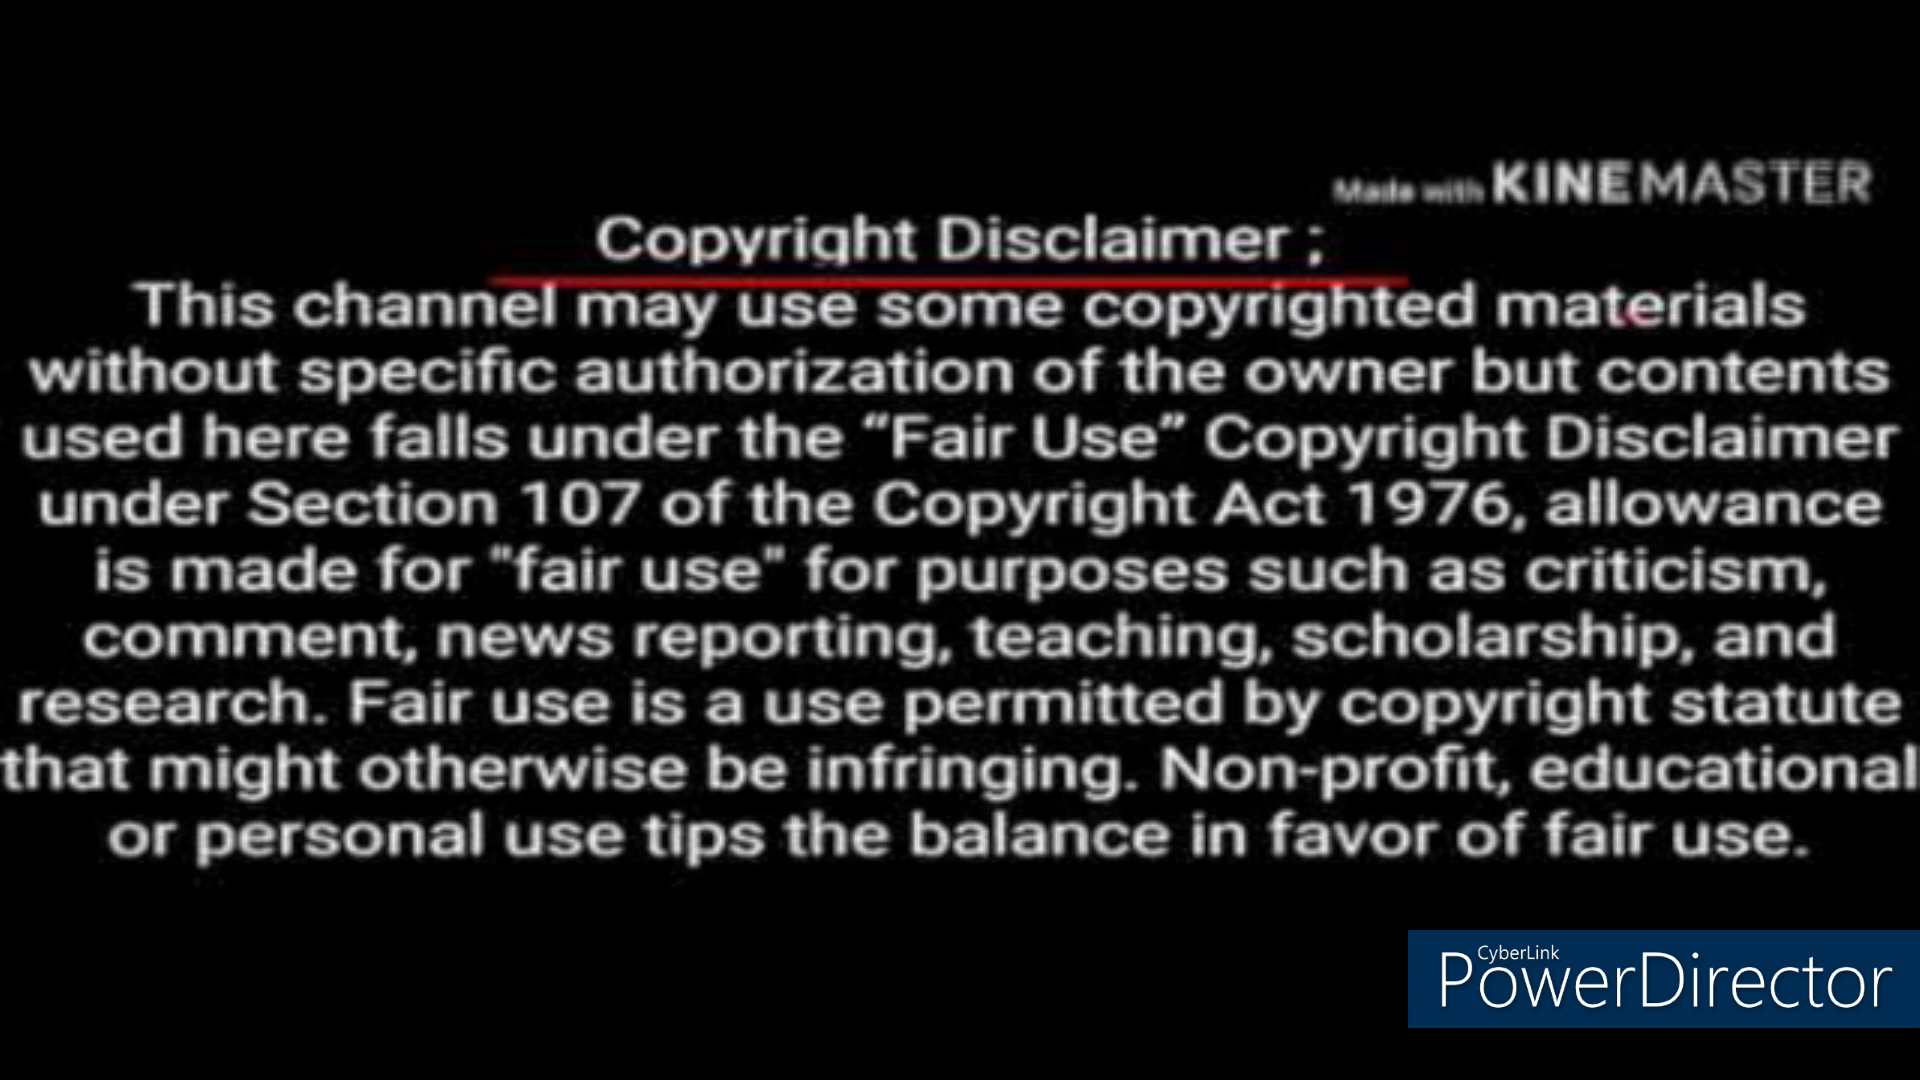 Made with KINEMASTER
Copyright Disclaimer ;
This channel may use some copyrighted materials
without specific authorization of the owner but contents
used here falls under the “Fair Use” Copyright Disclaimer
under Section 107 of the Copyright Act 1976, allowance
is made for "fair use" for purposes such as criticism,
comment, news reporting, teaching, scholarship, and
research. Fair use is a use permitted by copyright statute
that might otherwise be infringing. Non-profit, educational
or personal use tips the balance in favor of fair use.
CyberLink
PowerDirector